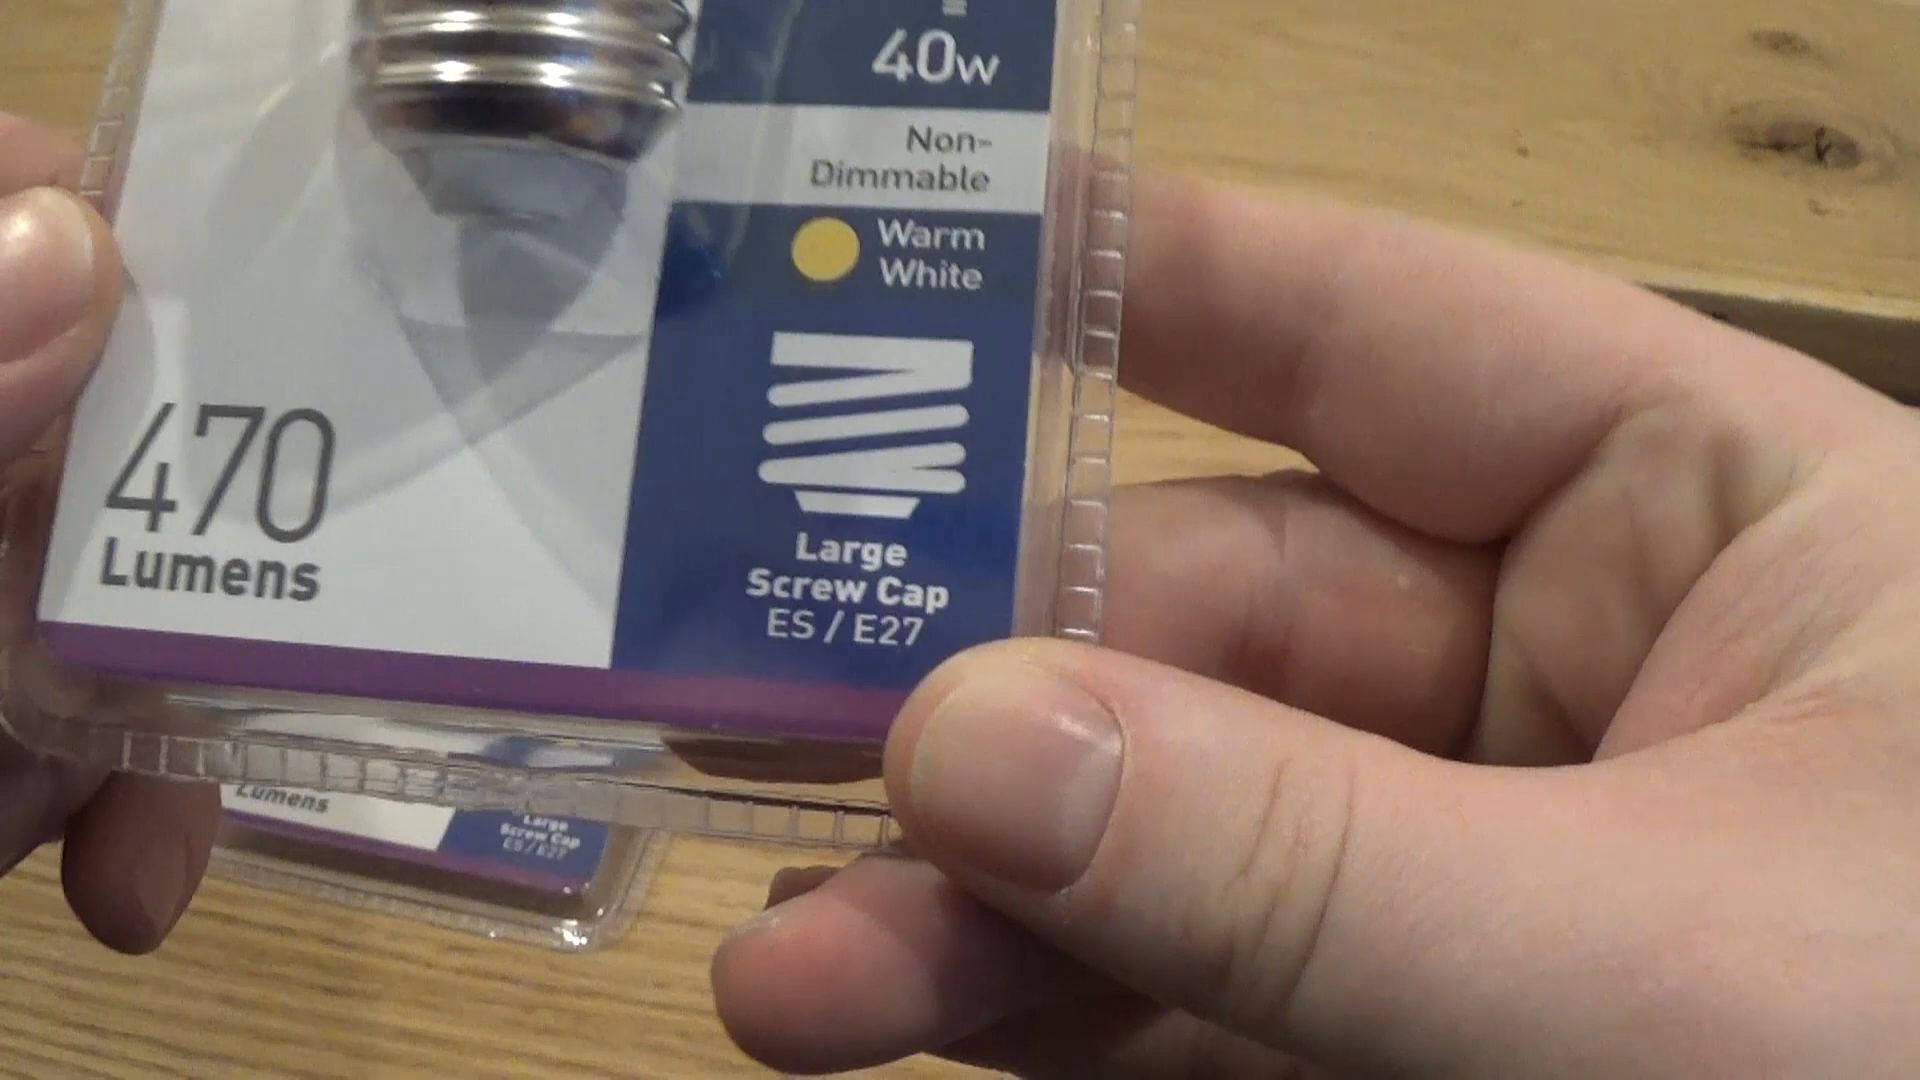 =
40w
Non-
Dimmable
Warm
White
470
Lumens
Large
Screw Cap
ES / E27
Lumens
Large
Screw Cap
ES / E27